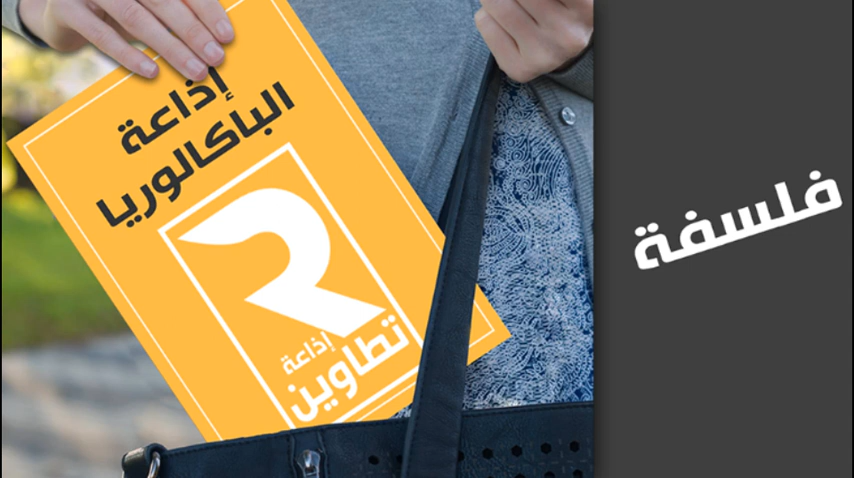 إذاعة
الباكالوريا
إذاعة
تطاوين
فلسفة